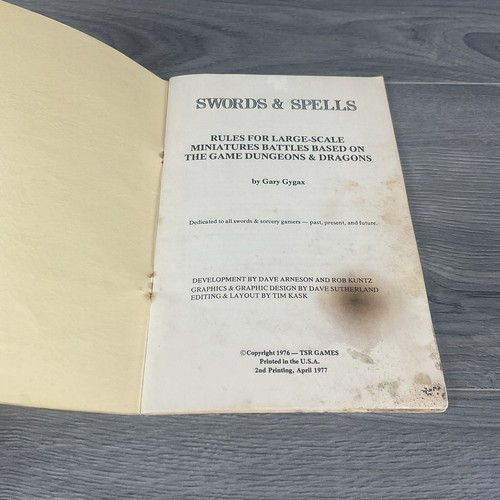 SWORDS & SPELLS
RULES FOR LARGE-SCALE
MINIATURES BATTLES BASED ON
THE GAME DUNGEONS & DRAGONS
by Gary Gygax
Dedicated to all swords & sorcery gamers — past, present, and future.
DEVELOPMENT BY DAVE ARNESON AND ROB KUNTZ
GRAPHICS & GRAPHIC DESIGN BY DAVE SUTHERLAND
EDITING & LAYOUT BY TIM KASK
©Copyright 1976 — TSR GAMES
Printed in the U.S.A.
2nd Printing, April 1977